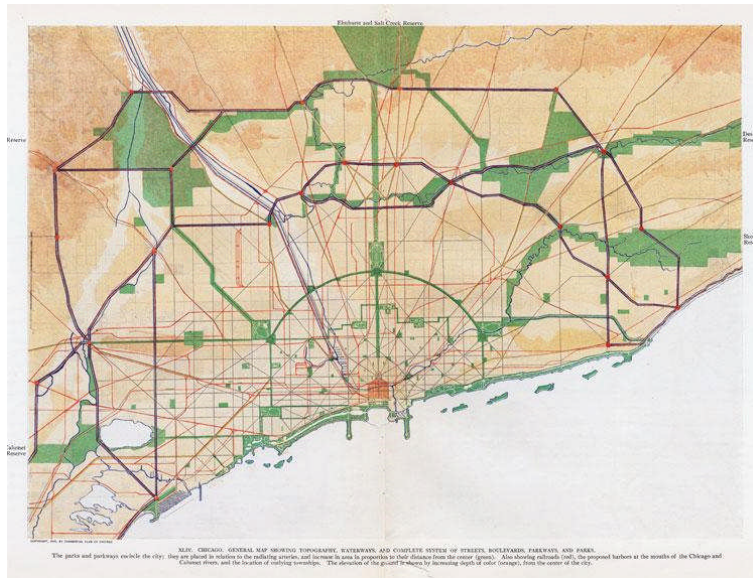 Elmhurst and Salt Creek Reserve
Reserve
Des
Res
Calumet
Reserve
XLIV. CHICAGO. GENERAL MAP SHOWING TOPOGRAPHY, WATERWAYS, AND COMPLETE SYSTEM OF STREETS, BOULEVARDS, PARKWAYS, AND PARKS.
The parks and parkways encircle the city; they are placed in relation to the radiating arteries, and increase in area in proportion to their distance from the center (green). Also showing railroads (red), the proposed harbors at the mouths of the Chicago and
Calumet rivers, and the location of outlying townships. The elevation of the ground is shown by increasing depth of color (orange), from the center of the city.